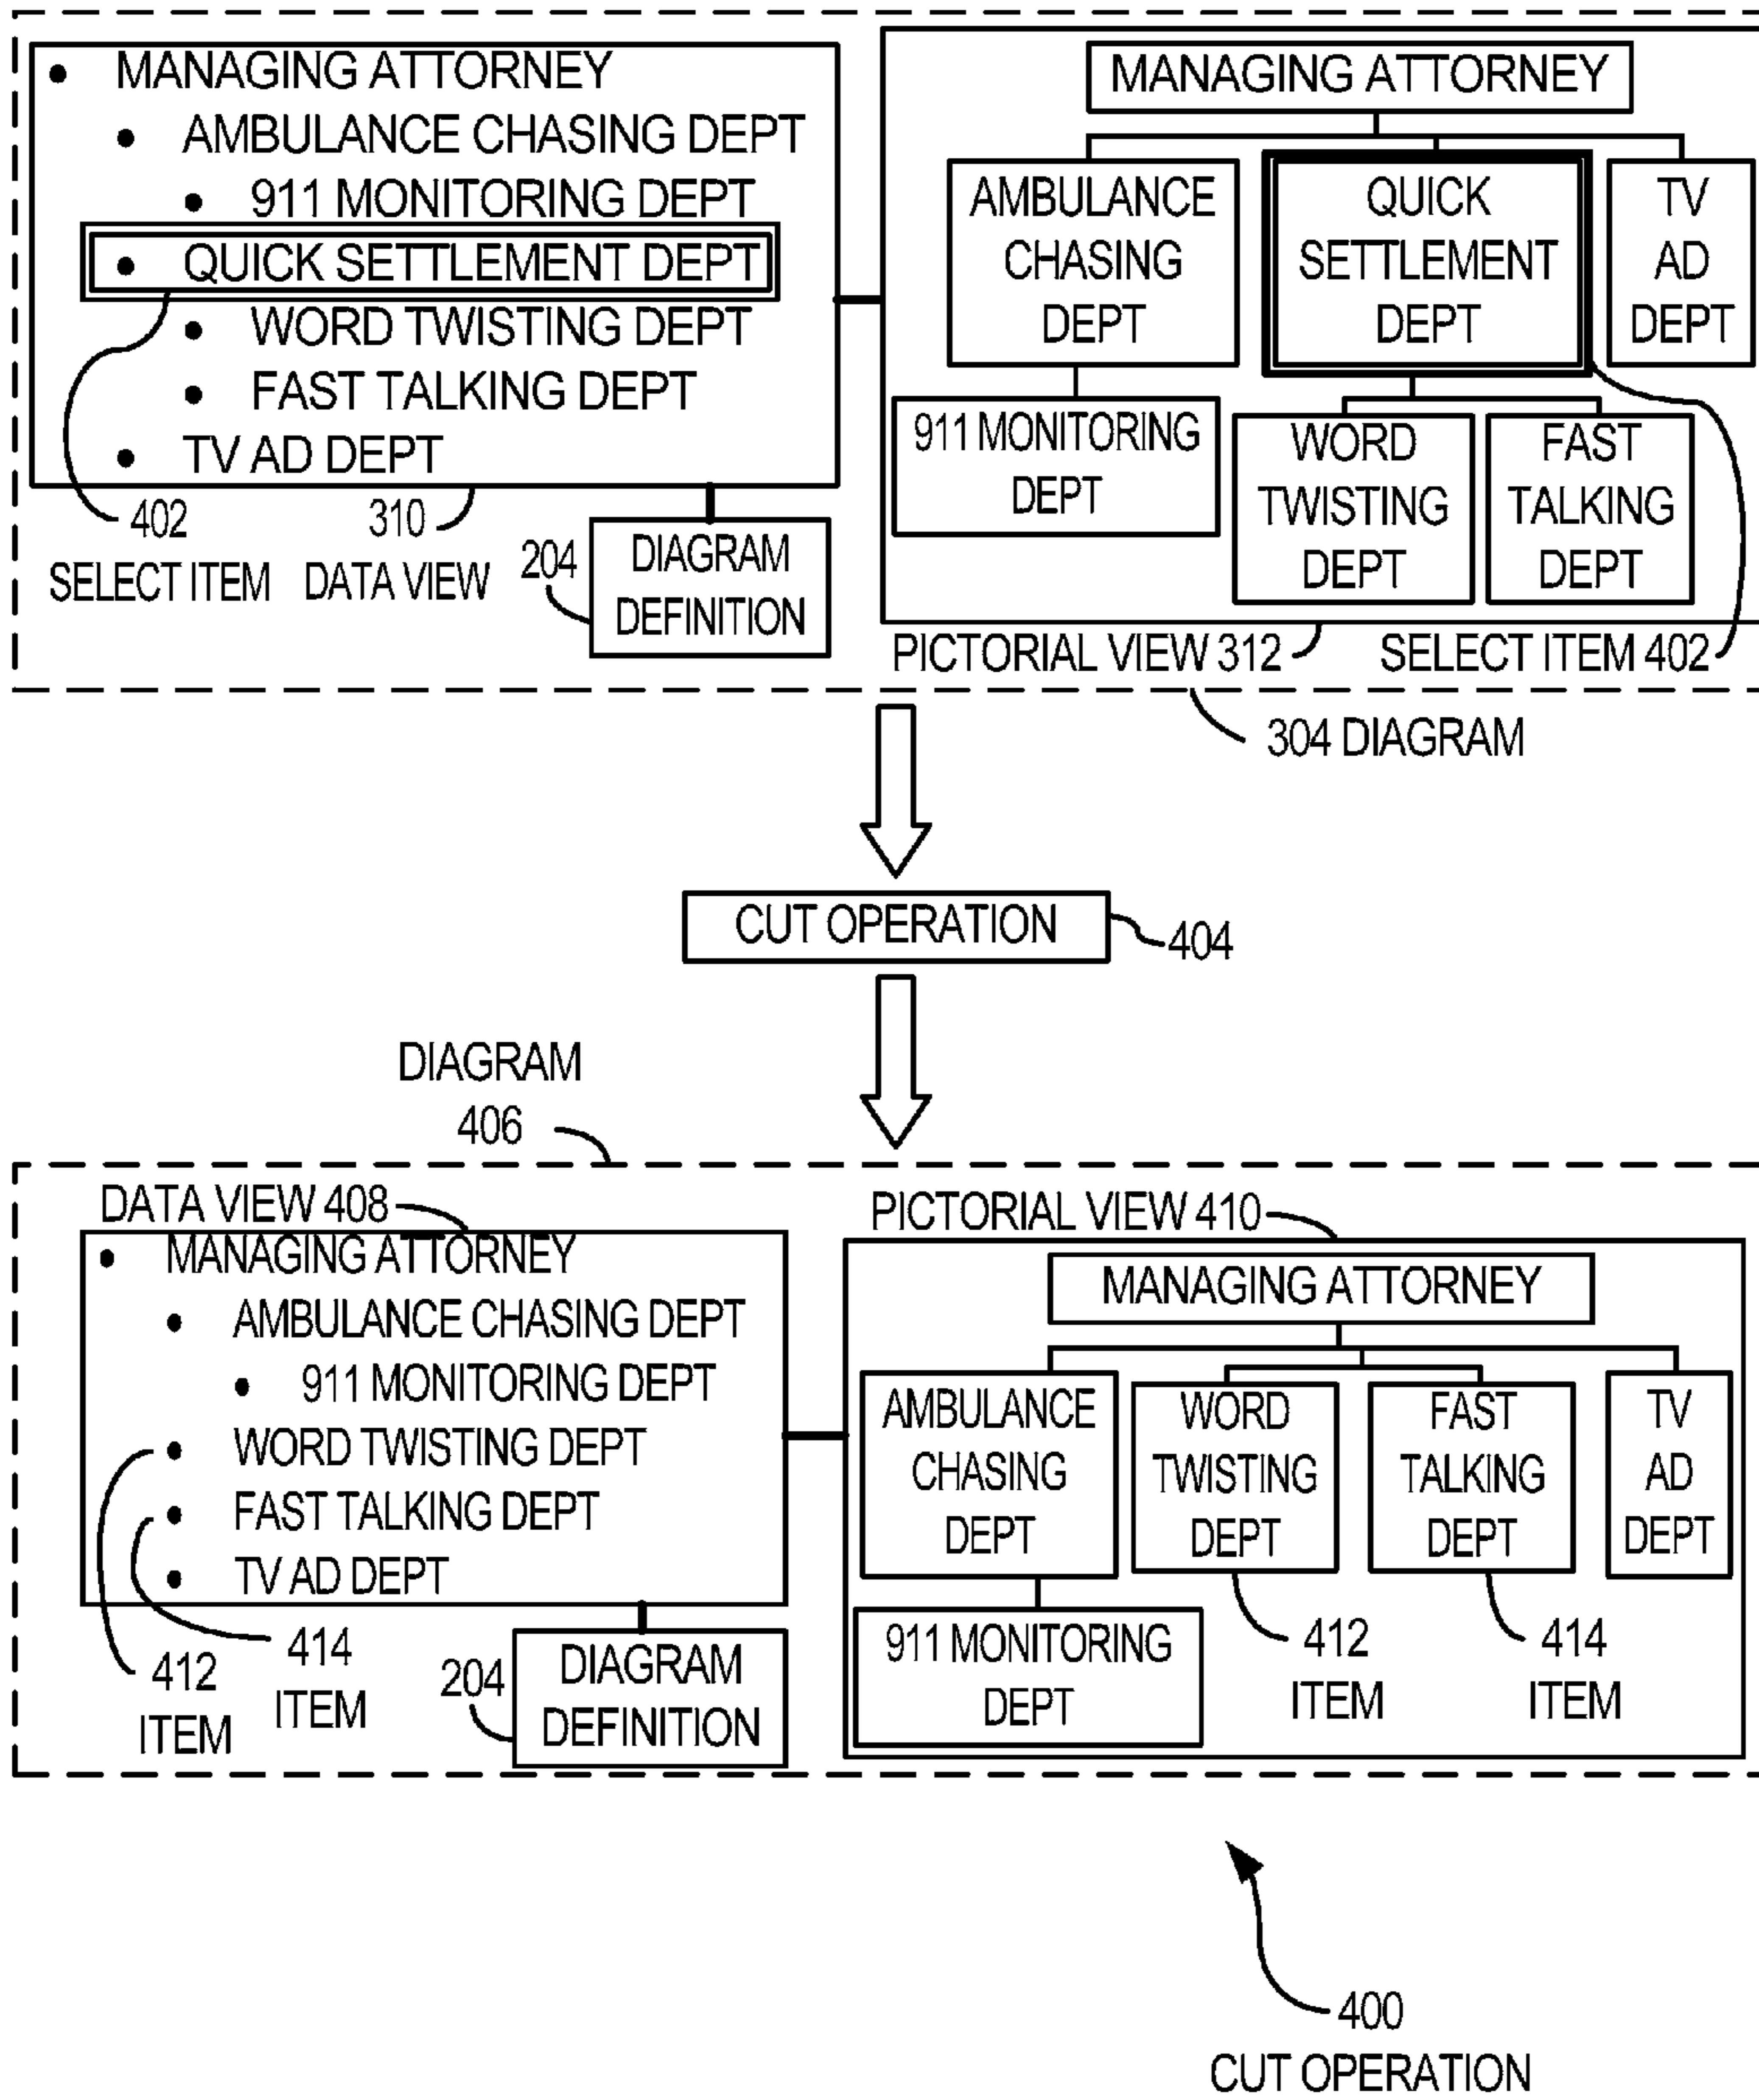 MANAGING ATTORNEY
AMBULANCE CHASING DEPT
911 MONITORING DEPT
QUICK SETTLEMENT DEPT
WORD TWISTING DEPT
FAST TALKING DEPT
TV AD DEPT
402
SELECT ITEM
310
DATA VIEW
204
DIAGRAM
DEFINITION
MANAGING ATTORNEY
AMBULANCE
CHASING
DEPT
QUICK
SETTLEMENT
DEPT
TV
AD
DEPT
911 MONITORING
DEPT
WORD
TWISTING
DEPT
FAST
TALKING
DEPT
PICTORIAL VIEW 312
SELECT ITEM 402
304 DIAGRAM
CUT OPERATION
404
DIAGRAM
406
DATA VIEW 408
MANAGING ATTORNEY
AMBULANCE CHASING DEPT
911 MONITORING DEPT
WORD TWISTING DEPT
FAST TALKING DEPT
TV AD DEPT
412
ITEM
414
ITEM
204
DIAGRAM
DEFINITION
PICTORIAL VIEW 410
MANAGING ATTORNEY
AMBULANCE
CHASING
DEPT
WORD
TWISTING
DEPT
FAST
TALKING
DEPT
TV
AD
DEPT
911 MONITORING
DEPT
412
ITEM
414
ITEM
400
CUT OPERATION